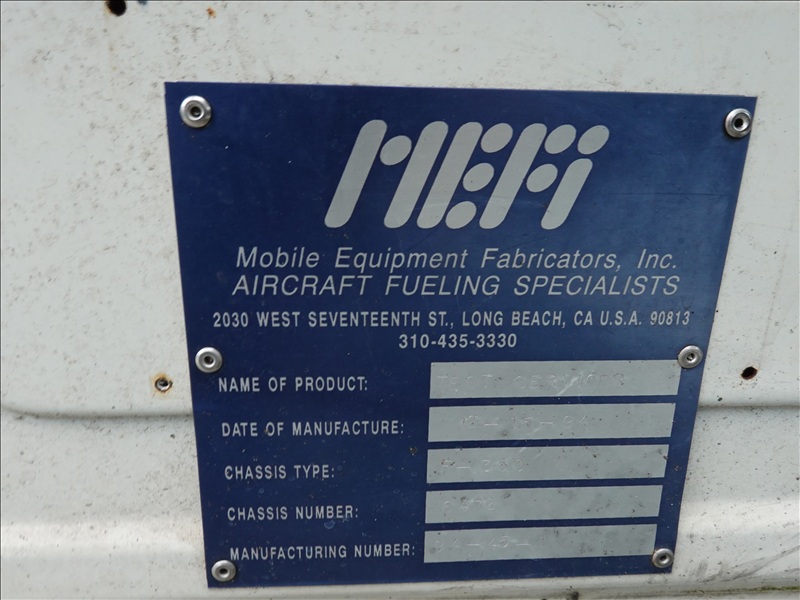 MEFI
Mobile Equipment Fabricators, Inc.
AIRCRAFT FUELING SPECIALISTS
2030 WEST SEVENTEENTH ST., LONG BEACH, CA U.S.A. 90813
310-435-3330
NAME OF PRODUCT:
DATE OF MANUFACTURE:
CHASSIS TYPE:
CHASSIS NUMBER:
MANUFACTURING NUMBER: